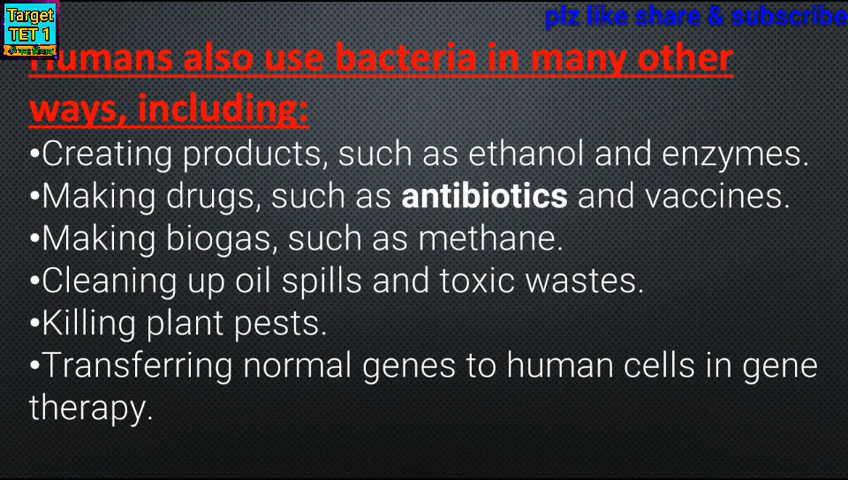 Target
TET 1
plz like share & subscribe
Humans also use bacteria in many other
ways, including:
•Creating products, such as ethanol and enzymes.
•Making drugs, such as antibiotics and vaccines.
•Making biogas, such as methane.
•Cleaning up oil spills and toxic wastes.
•Killing plant pests.
•Transferring normal genes to human cells in gene
therapy.